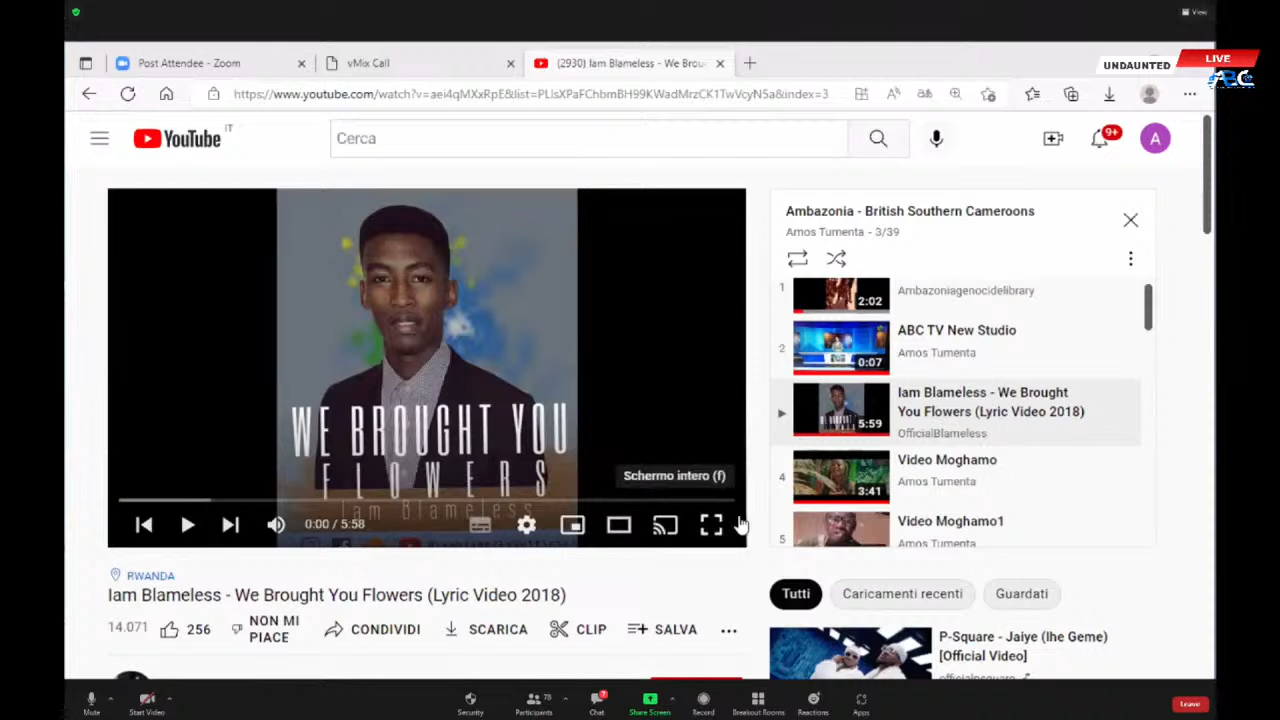 View
Post Attendee - Zoom
vMix Call
(2930) Iam Blameless - We Brou
UNDAUNTED
LIVE
ABC
https://www.youtube.com/watch?v=aei4qMXxRpE&list=PLIsXPaFChbmBH99KWadMrzCK1TwVcyN5a&index=3
YouTube IT
Cerca
9+
A
WE BROUGHT YOU
FLOWERS
Iam Blameless
Schermo intero (f)
0:00 / 5:58
Ambazonia - British Southern Cameroons
Amos Tumenta - 3/39
1
2:02
Ambazoniagenocidelibrary
2
0:07
ABC TV New Studio
Amos Tumenta
5:59
Iam Blameless - We Brought
You Flowers (Lyric Video 2018)
OfficialBlameless
4
3:41
Video Moghamo
Amos Tumenta
5
Video Moghamo1
Amos Tumenta
RWANDA
Iam Blameless - We Brought You Flowers (Lyric Video 2018)
14.071
256
NON MI
PIACE
CONDIVIDI
SCARICA
CLIP
SALVA
Tutti
Caricamenti recenti
Guardati
P-Square - Jaiye (Ihe Geme)
[Official Video]
officialpsquare
Mute
Start Video
Security
78
Participants
7
Chat
Share Screen
Record
Breakout Rooms
Reactions
Apps
Leave